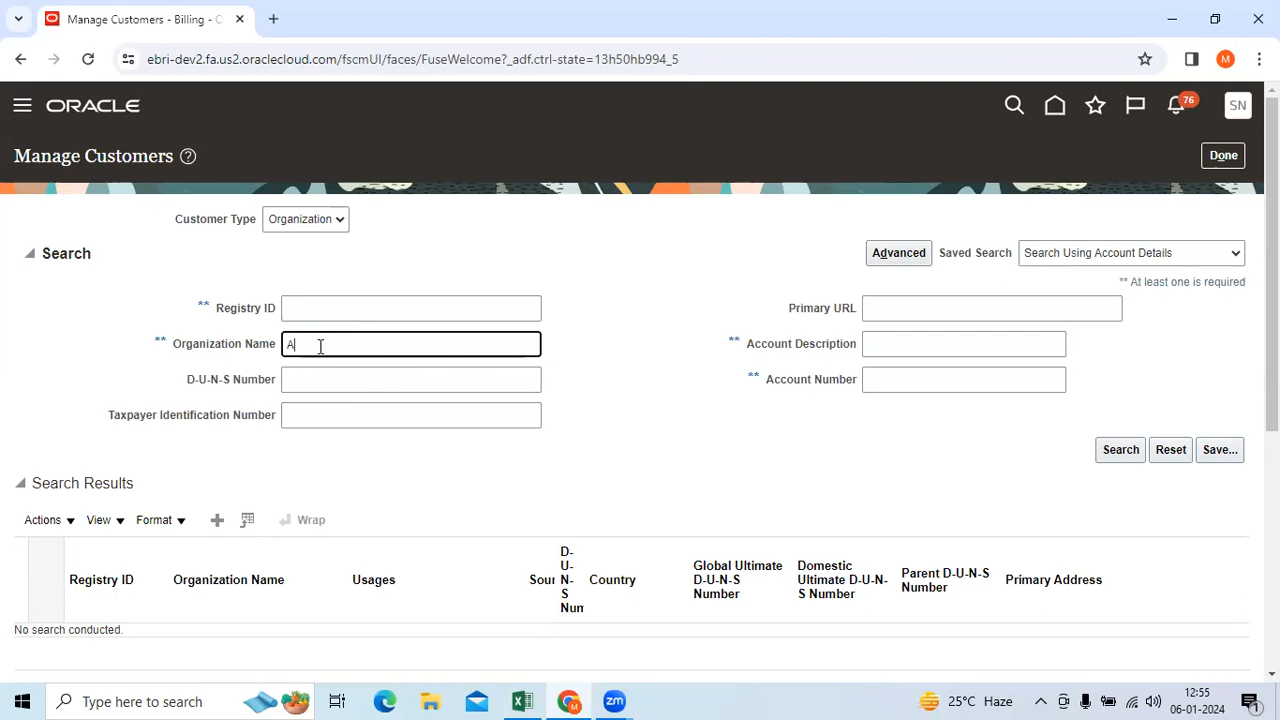 Manage Customers - Billing - O
ebri-dev2.fa.us2.oraclecloud.com/fscmUI/faces/FuseWelcome?_adf.ctrl-state=13h50hb994_5
M
ORACLE
76
SN
Manage Customers ?
Done
Customer Type Organization
Search
Advanced Saved Search Search Using Account Details
** At least one is required
** Registry ID
Primary URL
** Organization Name A
** Account Description
D-U-N-S Number
** Account Number
Taxpayer Identification Number
Search Reset Save...
Search Results
Actions View Format Wrap
Registry ID Organization Name Usages Sour D-U-N-S Num Country Global Ultimate D-U-N-S Number Domestic Ultimate D-U-N-S Number Parent D-U-N-S Number Primary Address
No search conducted.
Type here to search
zm
25°C Haze
12:55
06-01-2024
1